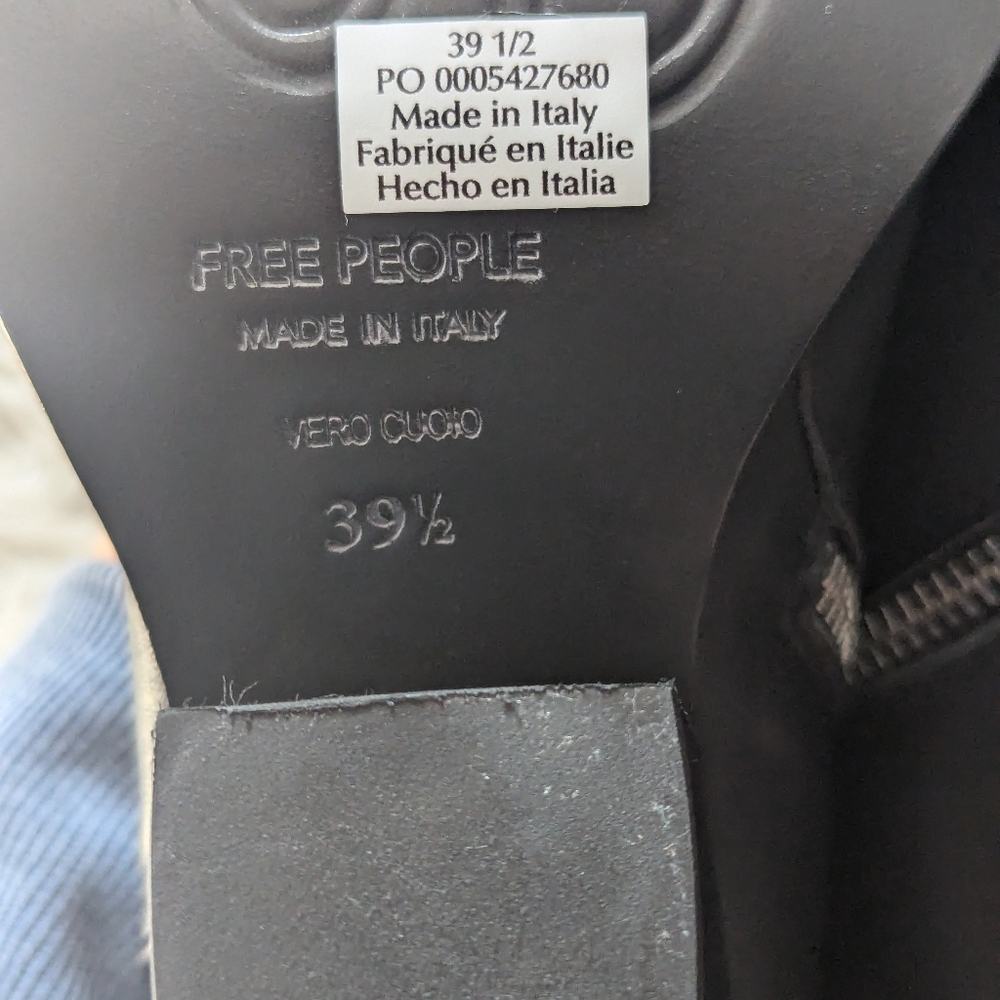 39 1/2
PO 0005427680
Made in Italy
Fabriqué en Italie
Hecho en Italia
FREE PEOPLE
MADE IN ITALY
VERO CUOIO
39½